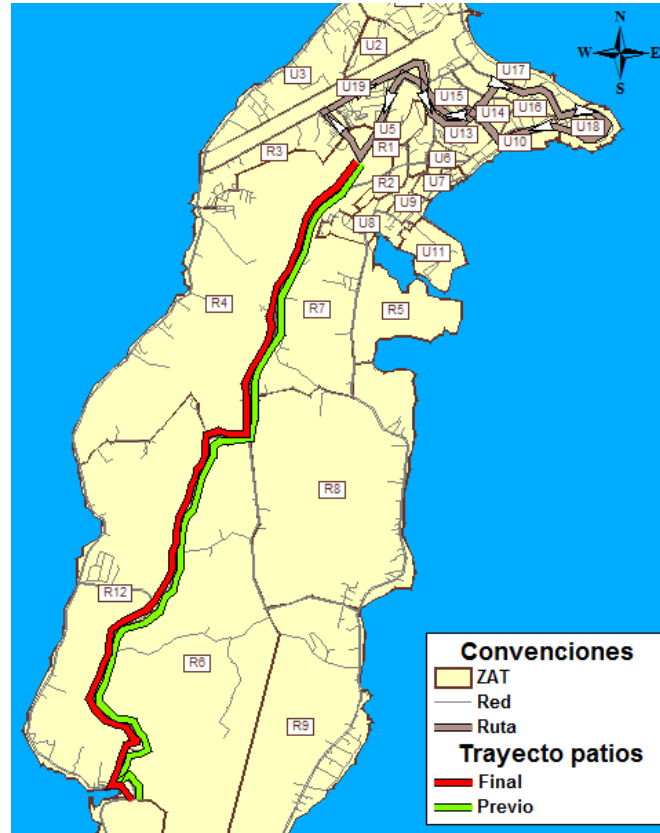 N
W E
S
U2
U3
U17
U19
U15
U16
U14
U18
U5
U13
U10
R1
R3
U6
R2
U7
U9
U8
U11
R4
R7
R5
R8
R12
R6
R9
Convenciones
ZAT
Red
Ruta
Trayecto patios
Final
Previo